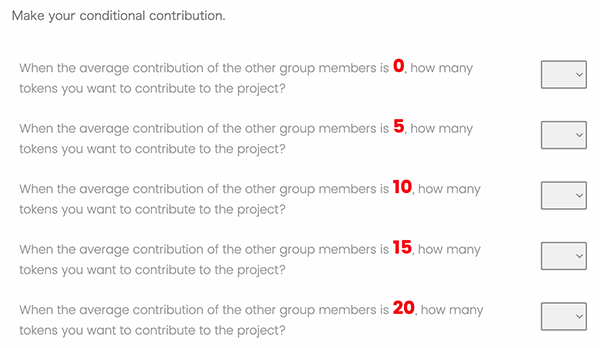 Make your conditional contribution.
When the average contribution of the other group members is 0, how many
tokens you want to contribute to the project?
When the average contribution of the other group members is 5, how many
tokens you want to contribute to the project?
When the average contribution of the other group members is 10, how many
tokens you want to contribute to the project?
When the average contribution of the other group members is 15, how many
tokens you want to contribute to the project?
When the average contribution of the other group members is 20, how many
tokens you want to contribute to the project?